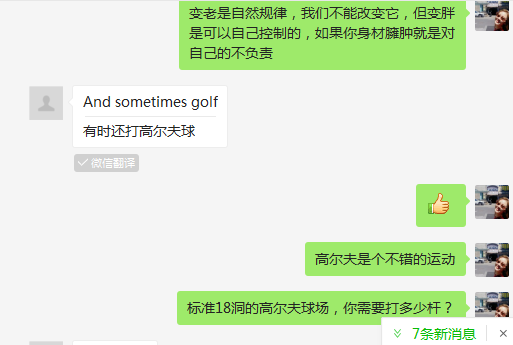 变老是自然规律，我们不能改变它，但变胖
是可以自己控制的，如果你身材臃肿就是对
自己的不负责
And sometimes golf
有时还打高尔夫球
微信翻译
高尔夫是个不错的运动
标准18洞的高尔夫球场，你需要打多少杆？
7条新消息